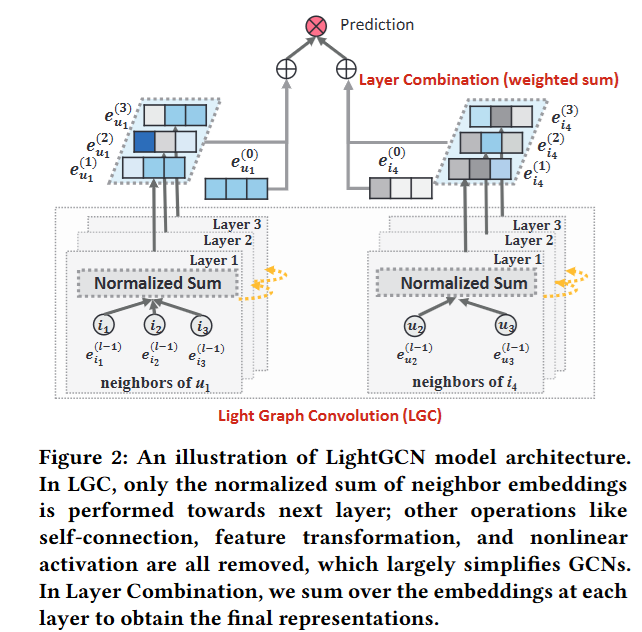 Prediction
Layer Combination (weighted sum)
e_{u_1}^{(3)}
e_{u_1}^{(2)}
e_{u_1}^{(1)}
e_{u_1}^{(0)}
e_{i_4}^{(0)}
e_{i_4}^{(3)}
e_{i_4}^{(2)}
e_{i_4}^{(1)}
Layer 3
Layer 2
Layer 1
Normalized Sum
i_1 i_2 i_3
e_{i_1}^{(l-1)} e_{i_2}^{(l-1)} e_{i_3}^{(l-1)}
neighbors of u_1
Layer 3
Layer 2
Layer 1
Normalized Sum
u_2 u_3
e_{u_2}^{(l-1)} e_{u_3}^{(l-1)}
neighbors of i_4
Light Graph Convolution (LGC)
Figure 2: An illustration of LightGCN model architecture.
In LGC, only the normalized sum of neighbor embeddings
is performed towards next layer; other operations like
self-connection, feature transformation, and nonlinear
activation are all removed, which largely simplifies GCNs.
In Layer Combination, we sum over the embeddings at each
layer to obtain the final representations.